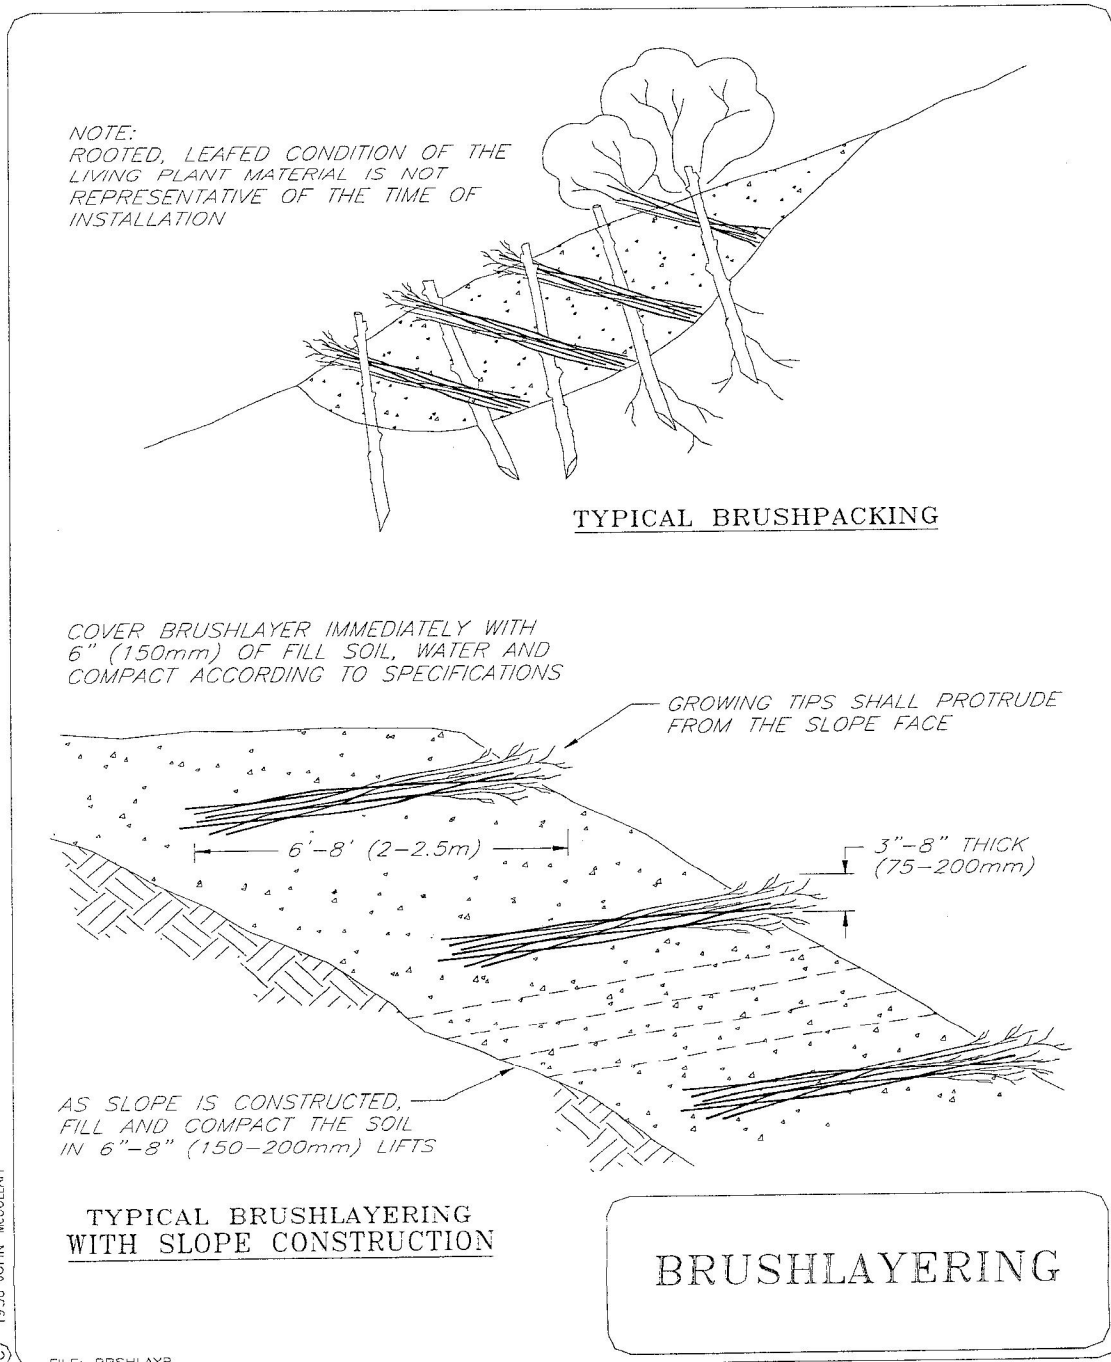 NOTE:
ROOTED, LEAFED CONDITION OF THE
LIVING PLANT MATERIAL IS NOT
REPRESENTATIVE OF THE TIME OF
INSTALLATION
TYPICAL BRUSHPACKING
COVER BRUSHLAYER IMMEDIATELY WITH
6" (150mm) OF FILL SOIL, WATER AND
COMPACT ACCORDING TO SPECIFICATIONS
GROWING TIPS SHALL PROTRUDE
FROM THE SLOPE FACE
6'-8' (2-2.5m)
3"-8" THICK
(75-200mm)
AS SLOPE IS CONSTRUCTED,
FILL AND COMPACT THE SOIL
IN 6"-8" (150-200mm) LIFTS
TYPICAL BRUSHLAYERING
WITH SLOPE CONSTRUCTION
BRUSHLAYERING